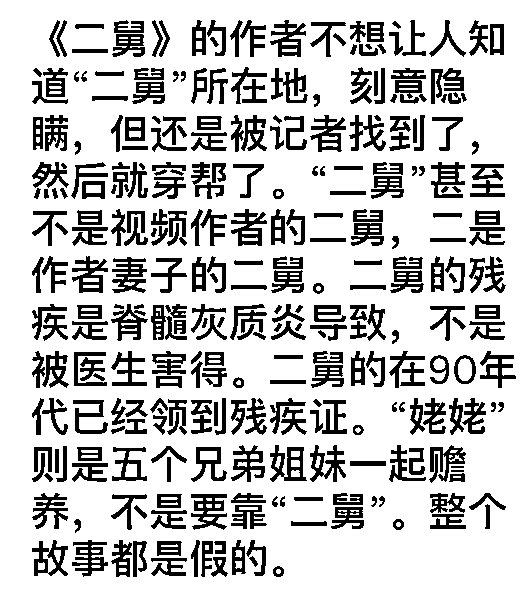 《二舅》的作者不想让人知
道“二舅”所在地，刻意隐
瞒，但还是被记者找到了，
然后就穿帮了。“二舅”甚至
不是视频作者的二舅，二是
作者妻子的二舅。二舅的残
疾是脊髓灰质炎导致，不是
被医生害得。二舅的在90年
代已经领到残疾证。“姥姥”
则是五个兄弟姐妹一起赡
养，不是要靠“二舅”。整个
故事都是假的。